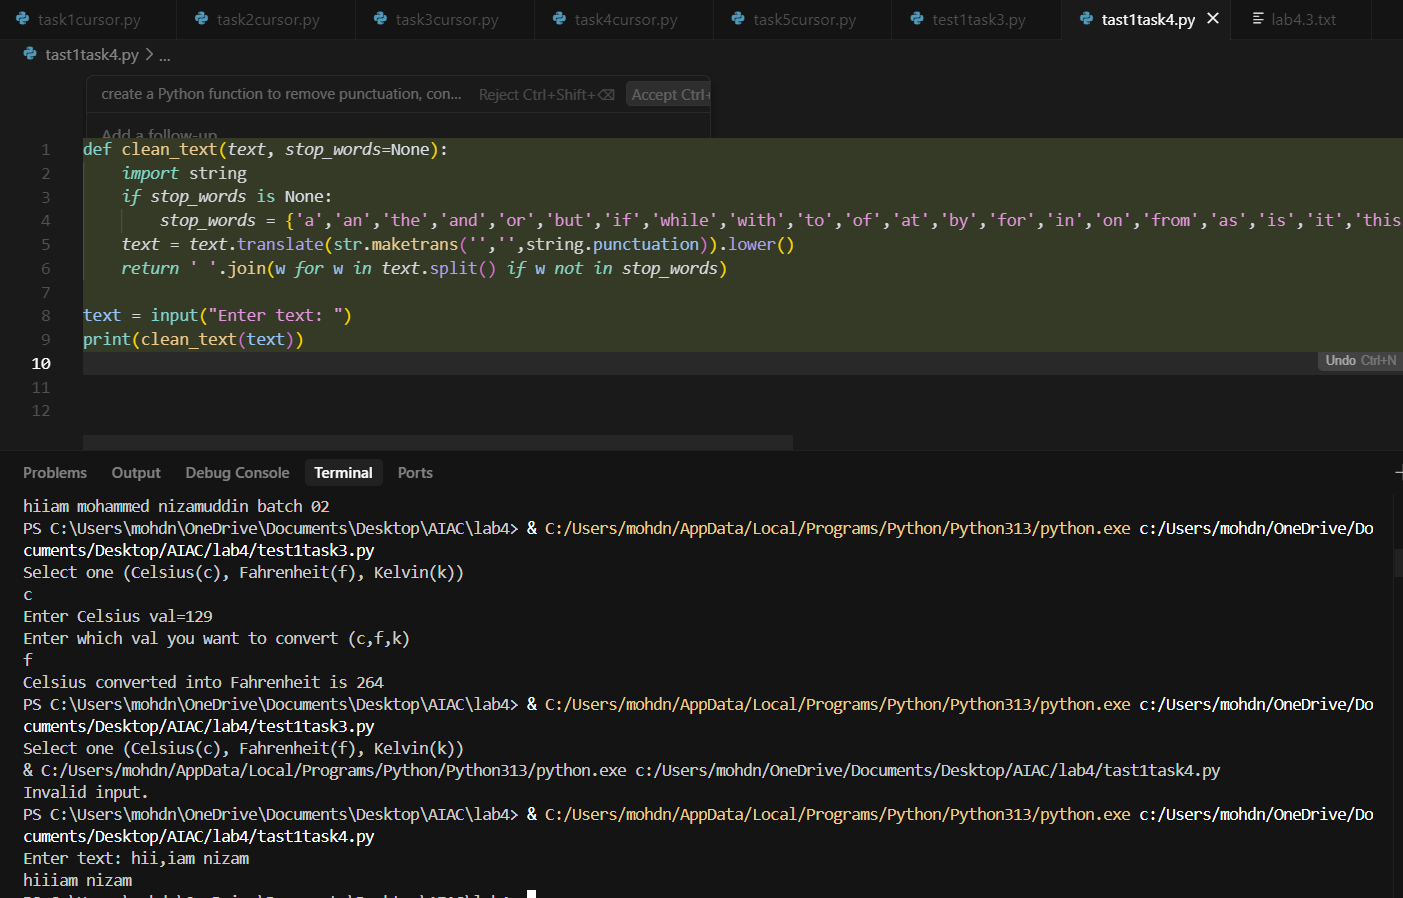 task1cursor.py task2cursor.py task3cursor.py task4cursor.py task5cursor.py test1task3.py tast1task4.py lab4.3.txt
tast1task4.py > ...
create a Python function to remove punctuation, con... Reject Ctrl+Shift+⌫ Accept Ctrl+
Add a follow-up
1 def clean_text(text, stop_words=None):
2     import string
3     if stop_words is None:
4         stop_words = {'a','an','the','and','or','but','if','while','with','to','of','at','by','for','in','on','from','as','is','it','this
5     text = text.translate(str.maketrans('','',string.punctuation)).lower()
6     return ' '.join(w for w in text.split() if w not in stop_words)
7
8 text = input("Enter text: ")
9 print(clean_text(text))
10
Undo Ctrl+N
11
12
Problems Output Debug Console Terminal Ports
hiiam mohammed nizamuddin batch 02
PS C:\Users\mohdn\OneDrive\Documents\Desktop\AIAC\lab4> & C:/Users/mohdn/AppData/Local/Programs/Python/Python313/python.exe c:/Users/mohdn/OneDrive/Do
cuments/Desktop/AIAC/lab4/test1task3.py
Select one (Celsius(c), Fahrenheit(f), Kelvin(k))
c
Enter Celsius val=129
Enter which val you want to convert (c,f,k)
f
Celsius converted into Fahrenheit is 264
PS C:\Users\mohdn\OneDrive\Documents\Desktop\AIAC\lab4> & C:/Users/mohdn/AppData/Local/Programs/Python/Python313/python.exe c:/Users/mohdn/OneDrive/Do
cuments/Desktop/AIAC/lab4/test1task3.py
Select one (Celsius(c), Fahrenheit(f), Kelvin(k))
& C:/Users/mohdn/AppData/Local/Programs/Python/Python313/python.exe c:/Users/mohdn/OneDrive/Documents/Desktop/AIAC/lab4/tast1task4.py
Invalid input.
PS C:\Users\mohdn\OneDrive\Documents\Desktop\AIAC\lab4> & C:/Users/mohdn/AppData/Local/Programs/Python/Python313/python.exe c:/Users/mohdn/OneDrive/Do
cuments/Desktop/AIAC/lab4/tast1task4.py
Enter text: hii,iam nizam
hiiiam nizam